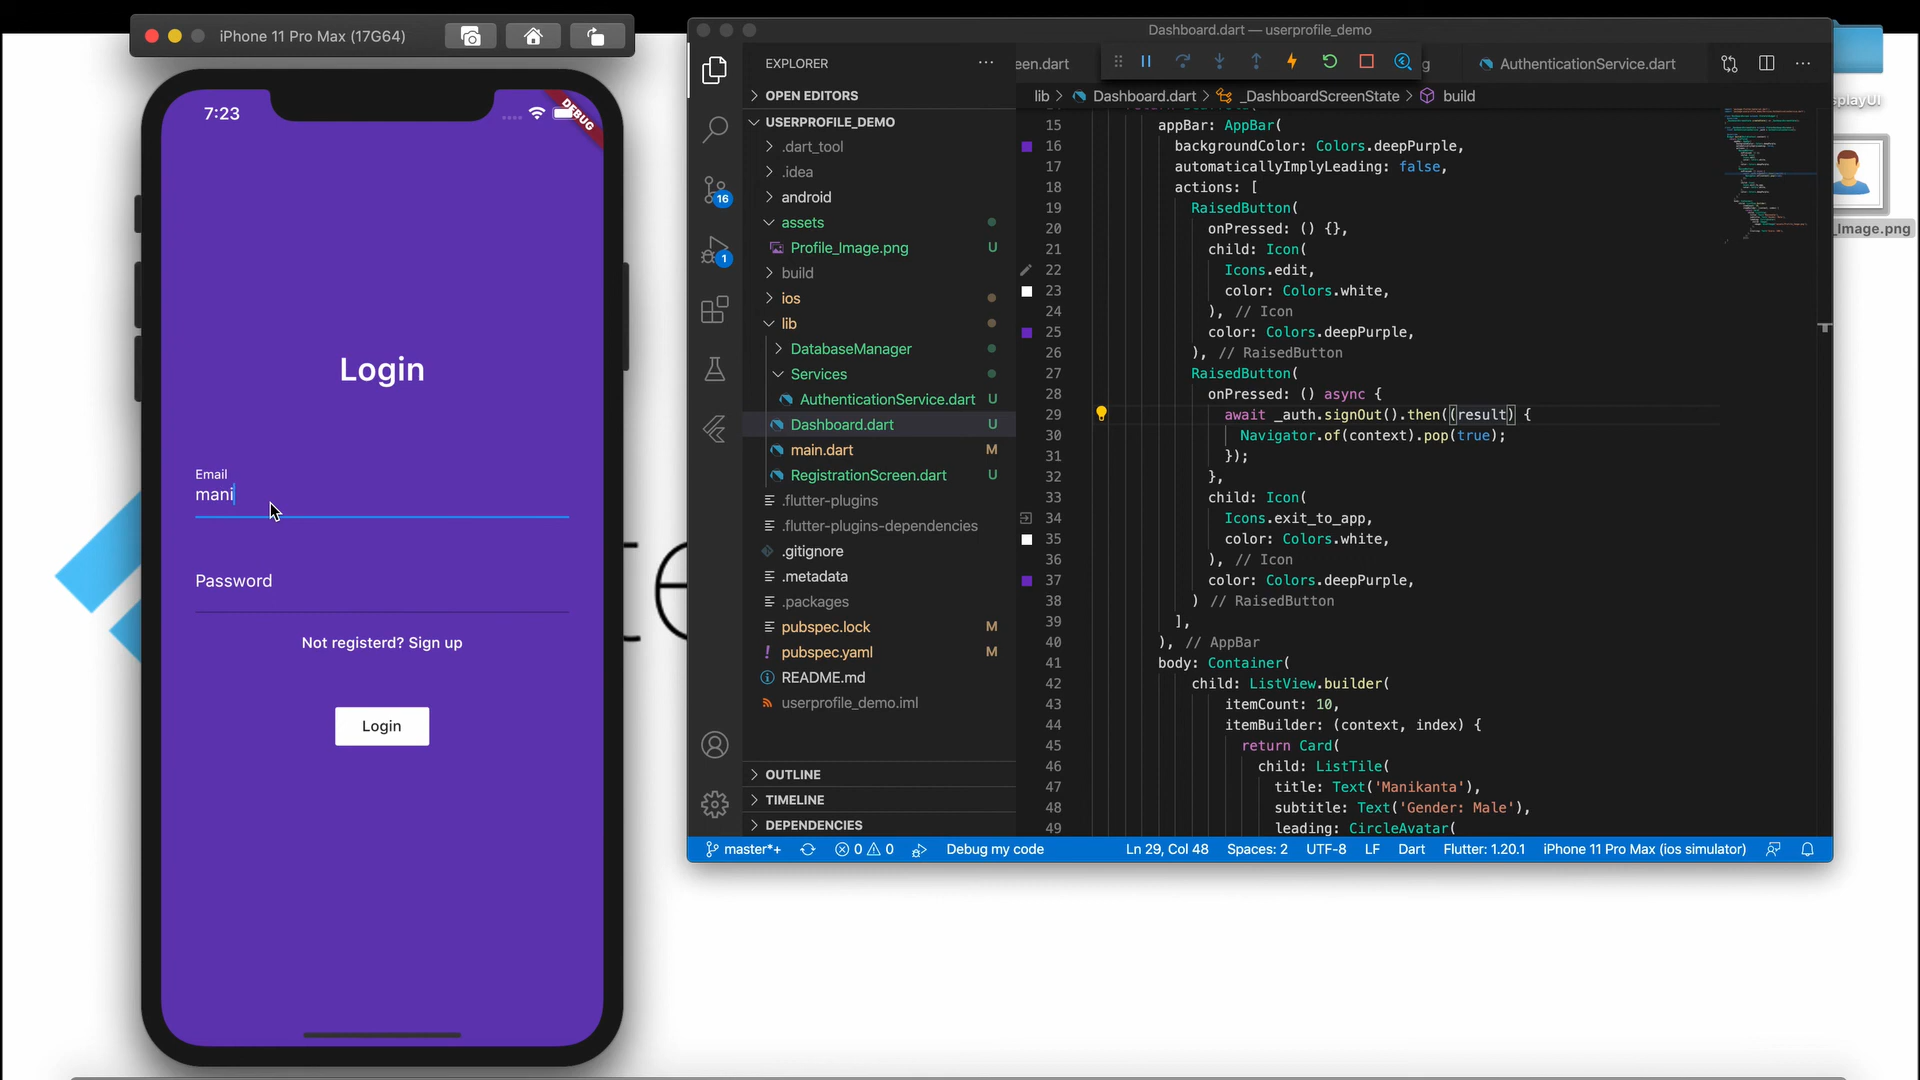 iPhone 11 Pro Max (17G64)
7:23
DEBUG
Login
Email
mani
Password
Not registerd? Sign up
Login
te
Dashboard.dart — userprofile_demo
EXPLORER
een.dart
g
AuthenticationService.dart
lib > Dashboard.dart > _DashboardScreenState > build
OPEN EDITORS
USERPROFILE_DEMO
.dart_tool
.idea
android
assets
Profile_Image.png U
build
ios
lib
DatabaseManager
Services
AuthenticationService.dart U
Dashboard.dart U
main.dart M
RegistrationScreen.dart U
.flutter-plugins
.flutter-plugins-dependencies
.gitignore
.metadata
.packages
pubspec.lock M
pubspec.yaml M
README.md
userprofile_demo.iml
OUTLINE
TIMELINE
DEPENDENCIES
16
1
15 appBar: AppBar(
16 backgroundColor: Colors.deepPurple,
17 automaticallyImplyLeading: false,
18 actions: [
19 RaisedButton(
20 onPressed: () {},
21 child: Icon(
22 Icons.edit,
23 color: Colors.white,
24 ), // Icon
25 color: Colors.deepPurple,
26 ), // RaisedButton
27 RaisedButton(
28 onPressed: () async {
29 await _auth.signOut().then((result) {
30 Navigator.of(context).pop(true);
31 });
32 },
33 child: Icon(
34 Icons.exit_to_app,
35 color: Colors.white,
36 ), // Icon
37 color: Colors.deepPurple,
38 ) // RaisedButton
39 ],
40 ), // AppBar
41 body: Container(
42 child: ListView.builder(
43 itemCount: 10,
44 itemBuilder: (context, index) {
45 return Card(
46 child: ListTile(
47 title: Text('Manikanta'),
48 subtitle: Text('Gender: Male'),
49 leading: CircleAvatar(
master*+ 0 0 Debug my code Ln 29, Col 48 Spaces: 2 UTF-8 LF Dart Flutter: 1.20.1 iPhone 11 Pro Max (ios simulator)
splayUI
_Image.png